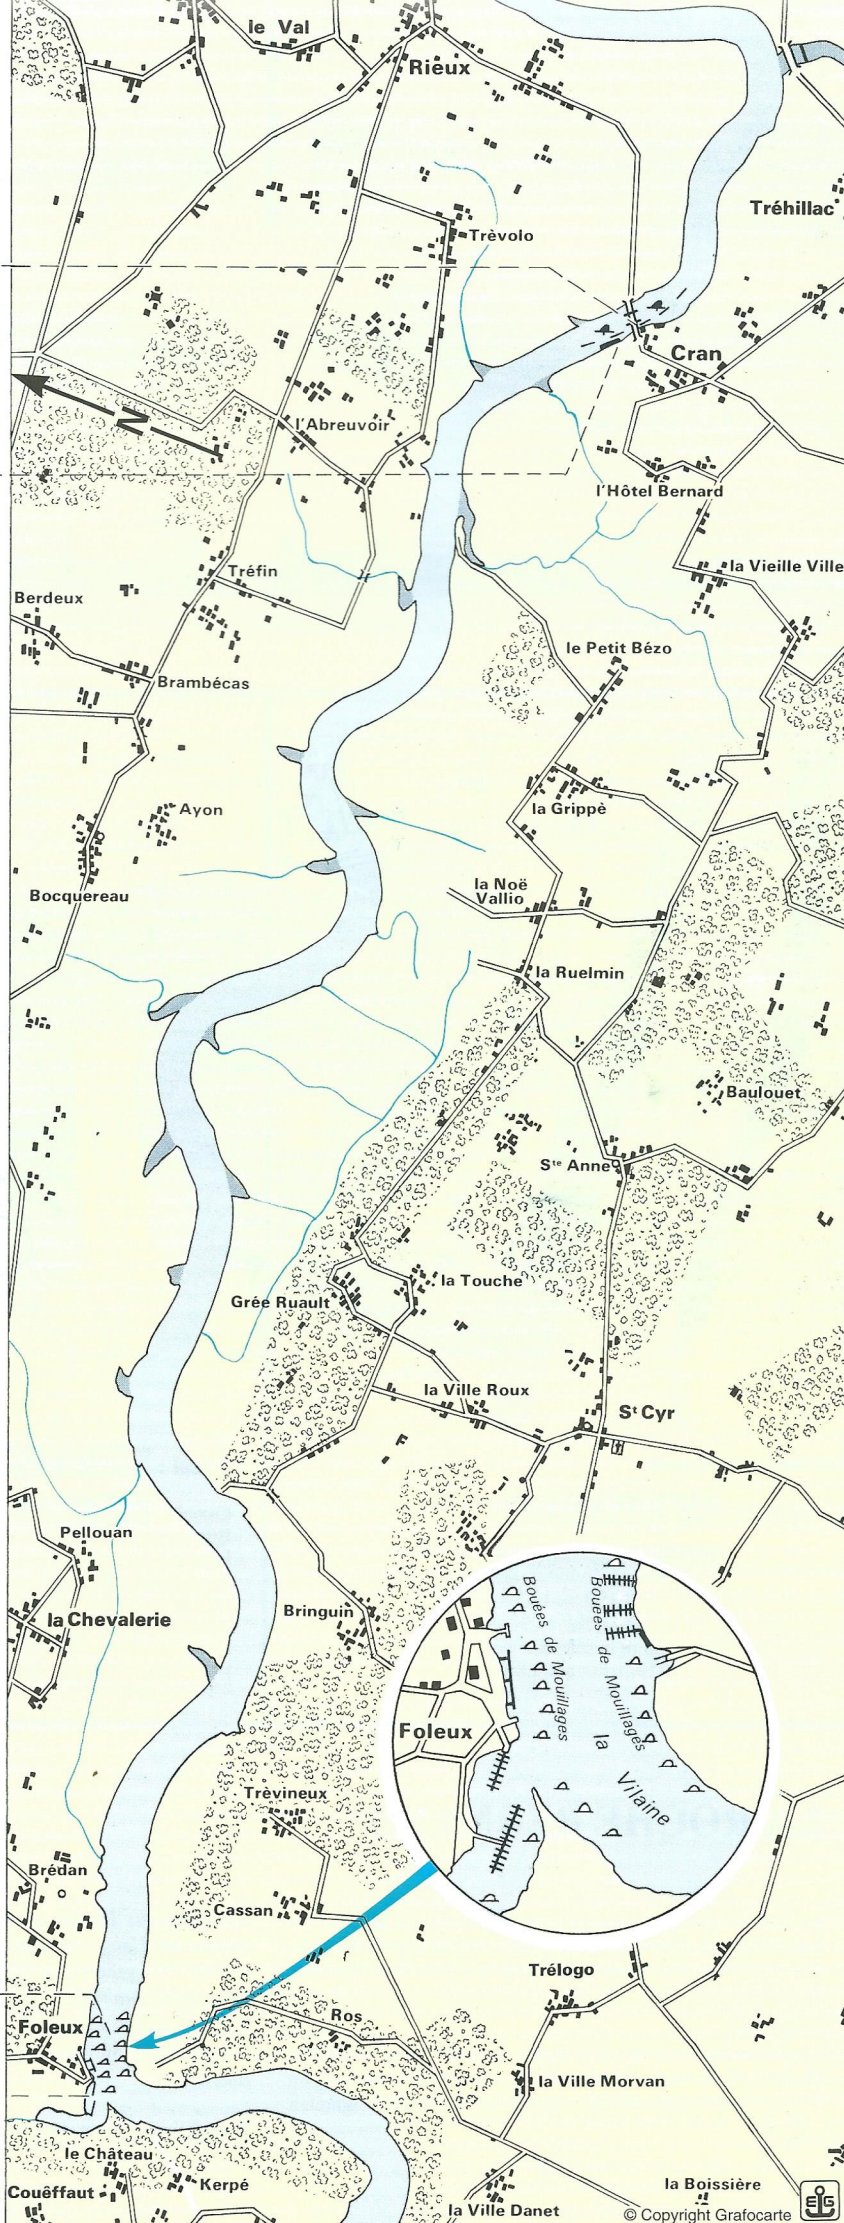 le Val
Rieux
Tréhillac
Trèvolo
Cran
N
l'Abreuvoir
l'Hôtel Bernard
Tréfin
la Vieille Ville
Berdeux
le Petit Bézo
Brambécas
Ayon
la Grippè
la Noë
Vallio
Bocquereau
la Ruelmin
Baulouet
Ste Anne
la Touche
Grée Ruault
la Ville Roux
St Cyr
Pellouan
Bringuin
la Chevalerie
Bouées de Mouillages
Bouées de Mouillages
Foleux
la Vilaine
Trèvineux
Brédan
Cassan
Trélogo
Ros
Foleux
la Ville Morvan
le Château
Kerpé
Couêffaut
la Boissière
la Ville Danet
© Copyright Grafocarte
EG